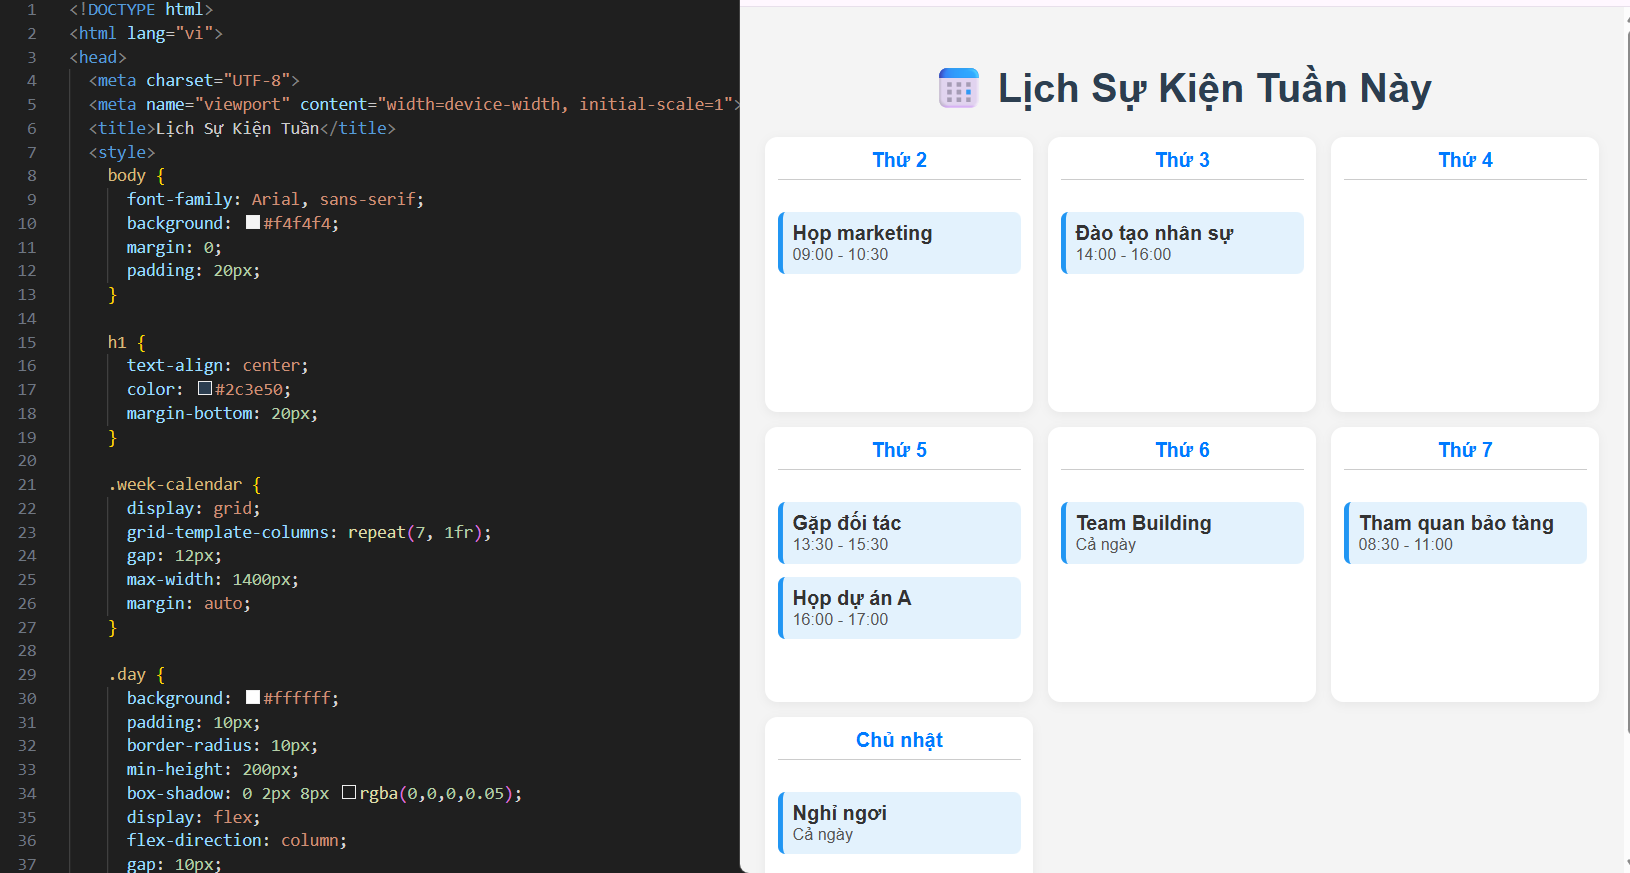 1 <!DOCTYPE html>
2 <html lang="vi">
3 <head>
4 <meta charset="UTF-8">
5 <meta name="viewport" content="width=device-width, initial-scale=1">
6 <title>Lịch Sự Kiện Tuần</title>
7 <style>
8 body {
9 font-family: Arial, sans-serif;
10 background: #f4f4f4;
11 margin: 0;
12 padding: 20px;
13 }
14
15 h1 {
16 text-align: center;
17 color: #2c3e50;
18 margin-bottom: 20px;
19 }
20
21 .week-calendar {
22 display: grid;
23 grid-template-columns: repeat(7, 1fr);
24 gap: 12px;
25 max-width: 1400px;
26 margin: auto;
27 }
28
29 .day {
30 background: #ffffff;
31 padding: 10px;
32 border-radius: 10px;
33 min-height: 200px;
34 box-shadow: 0 2px 8px rgba(0,0,0,0.05);
35 display: flex;
36 flex-direction: column;
37 gap: 10px;
Lịch Sự Kiện Tuần Này
Thứ 2
Họp marketing
09:00 - 10:30
Thứ 3
Đào tạo nhân sự
14:00 - 16:00
Thứ 4
Thứ 5
Gặp đối tác
13:30 - 15:30
Họp dự án A
16:00 - 17:00
Thứ 6
Team Building
Cả ngày
Thứ 7
Tham quan bảo tàng
08:30 - 11:00
Chủ nhật
Nghỉ ngơi
Cả ngày